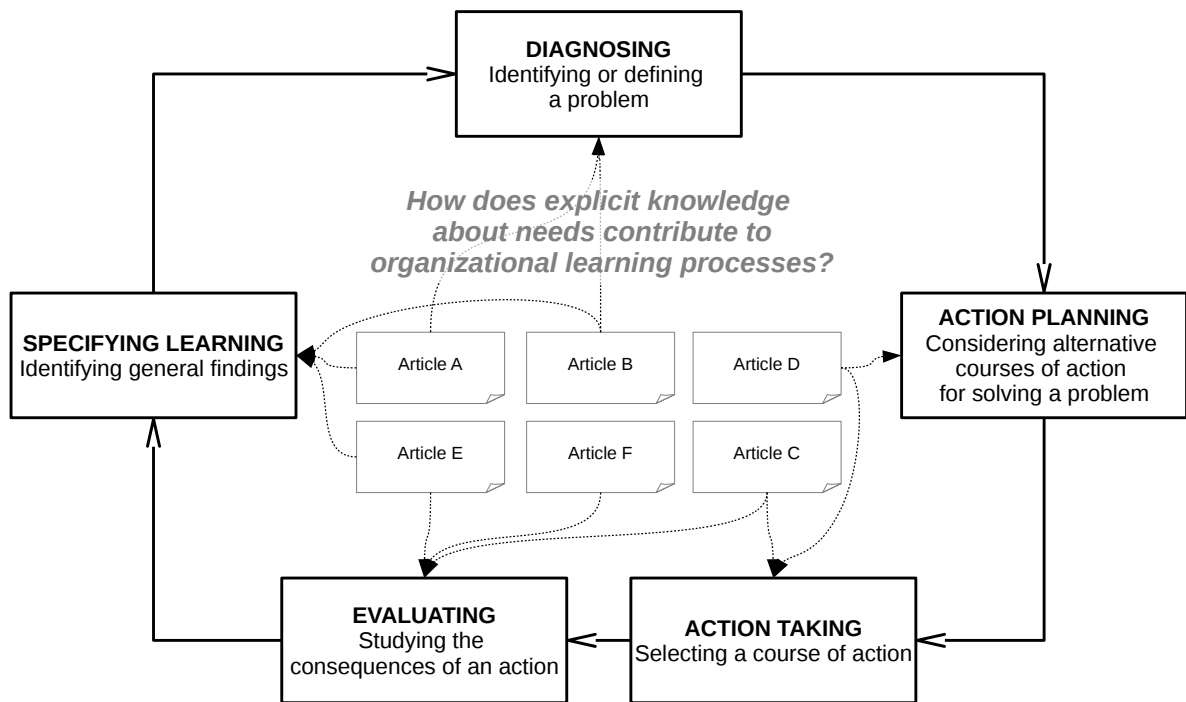 DIAGNOSING
Identifying or defining
a problem
How does explicit knowledge
about needs contribute to
organizational learning processes?
SPECIFYING LEARNING
Identifying general findings
ACTION PLANNING
Considering alternative
courses of action
for solving a problem
Article A
Article B
Article D
Article E
Article F
Article C
EVALUATING
Studying the
consequences of an action
ACTION TAKING
Selecting a course of action